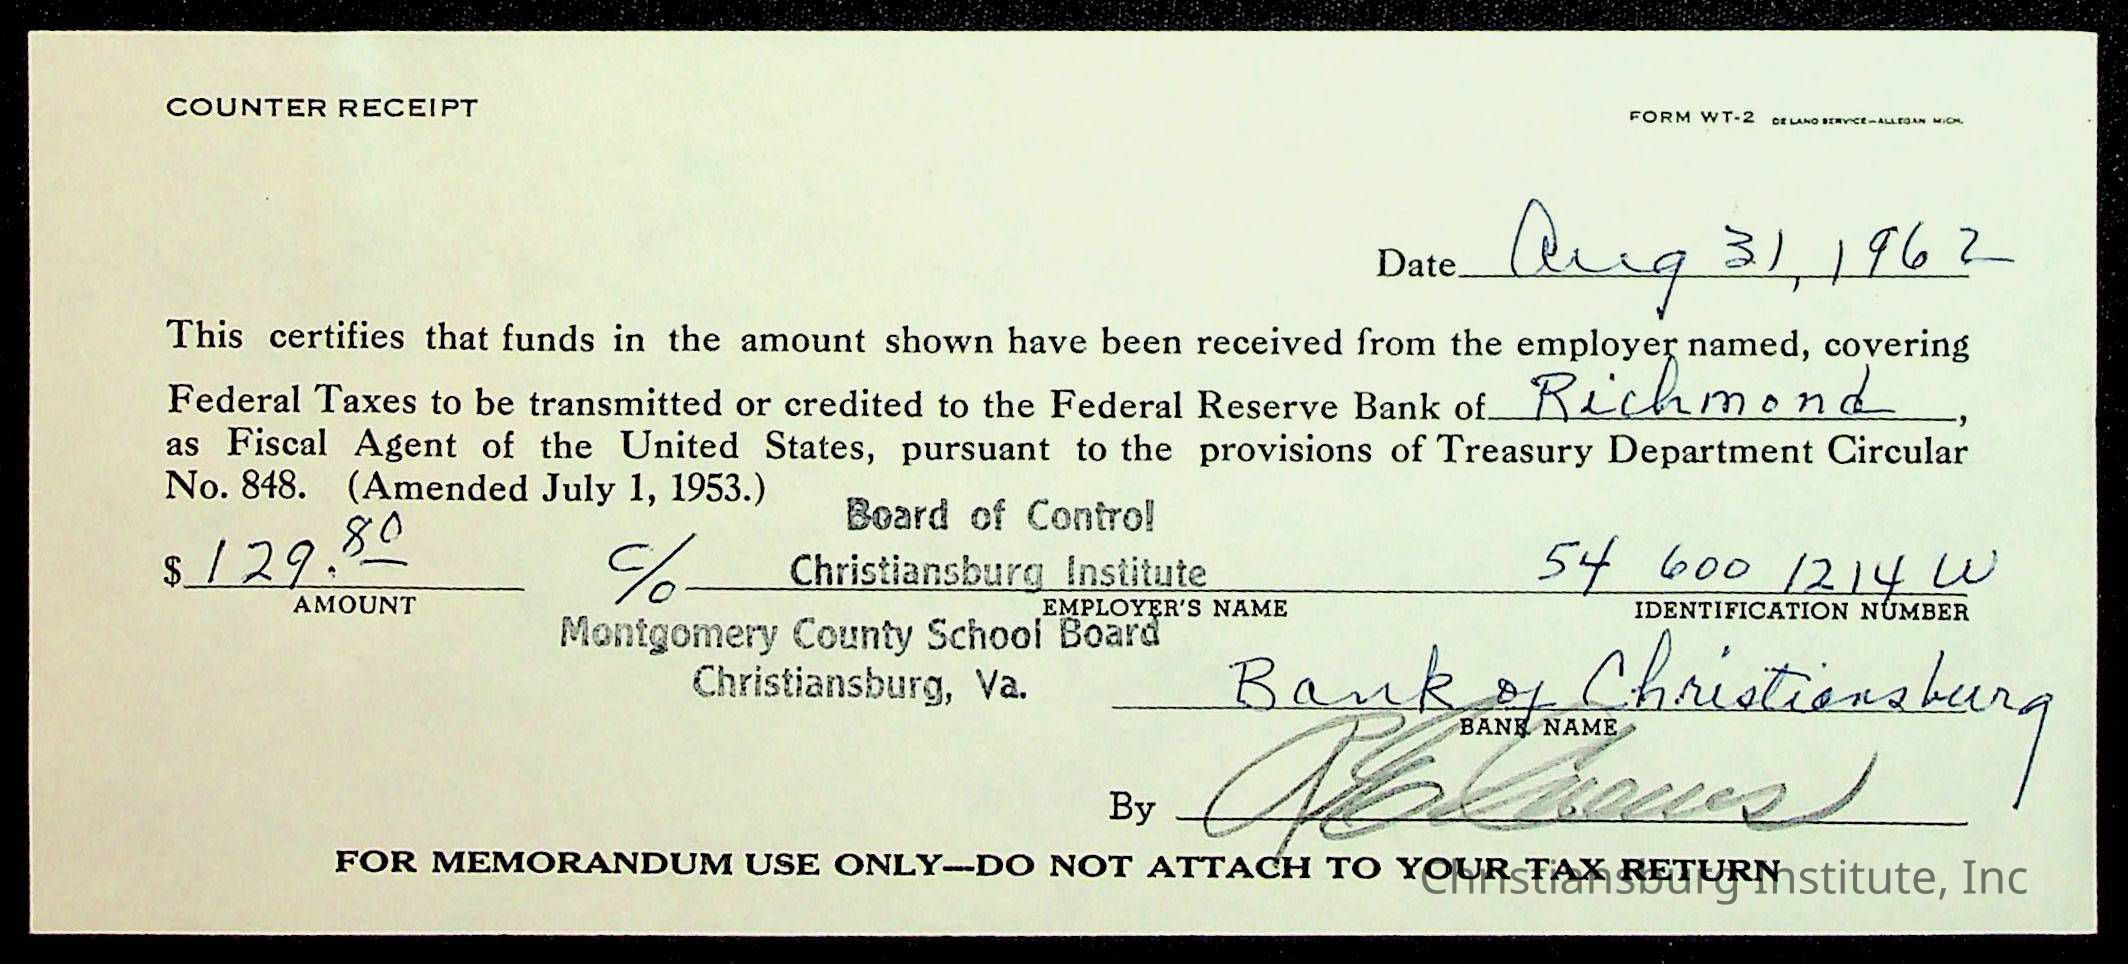 COUNTER RECEIPT
FORM WT-2 DE LANO SERVICE—ALLEGAN MICH.
Date Aug 31, 1962
This certifies that funds in the amount shown have been received from the employer named, covering
Federal Taxes to be transmitted or credited to the Federal Reserve Bank of Richmond,
as Fiscal Agent of the United States, pursuant to the provisions of Treasury Department Circular
No. 848. (Amended July 1, 1953.)
Board of Control
$ 129.80 c/o Christiansburg Institute 54 600 1214 W
AMOUNT EMPLOYER'S NAME IDENTIFICATION NUMBER
Montgomery County School Board
Christiansburg, Va.
Bank of Christiansburg
BANK NAME
By
FOR MEMORANDUM USE ONLY—DO NOT ATTACH TO YOUR TAX RETURN
Christiansburg Institute, Inc